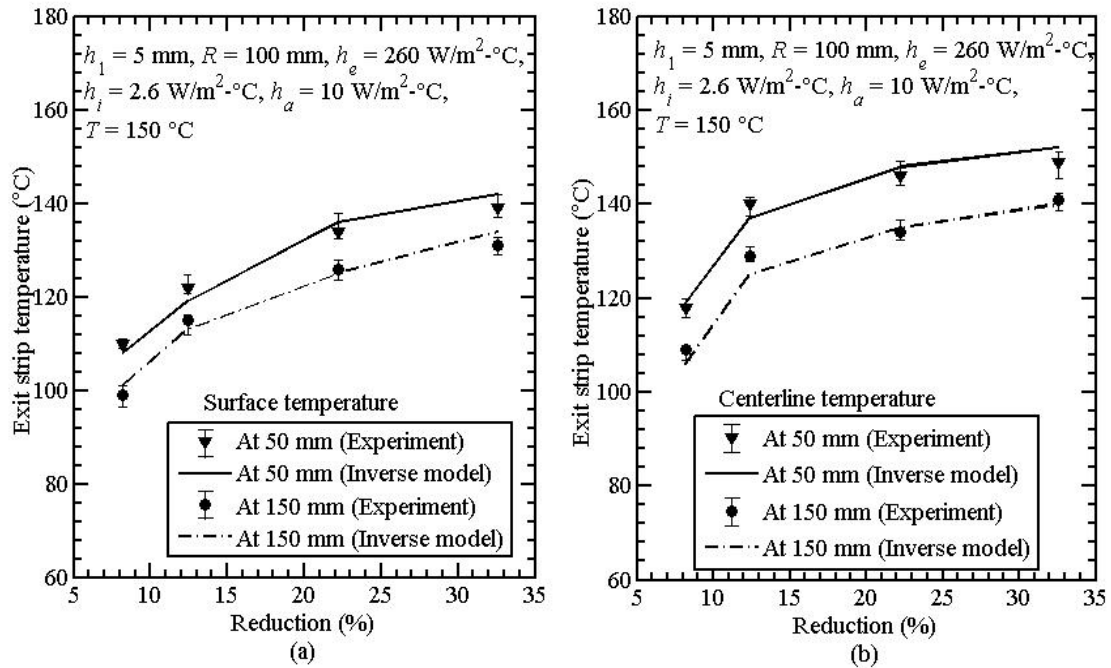 h₁ = 5 mm, R = 100 mm, hₑ = 260 W/m²-°C,
hᵢ = 2.6 W/m²-°C, hₐ = 10 W/m²-°C,
T = 150 °C
180
160
140
120
100
80
60
Exit strip temperature (°C)
Surface temperature
At 50 mm (Experiment)
At 50 mm (Inverse model)
At 150 mm (Experiment)
At 150 mm (Inverse model)
5 10 15 20 25 30 35
Reduction (%)
(a)
h₁ = 5 mm, R = 100 mm, hₑ = 260 W/m²-°C,
hᵢ = 2.6 W/m²-°C, hₐ = 10 W/m²-°C,
T = 150 °C
180
160
140
120
100
80
60
Exit strip temperature (°C)
Centerline temperature
At 50 mm (Experiment)
At 50 mm (Inverse model)
At 150 mm (Experiment)
At 150 mm (Inverse model)
5 10 15 20 25 30 35
Reduction (%)
(b)